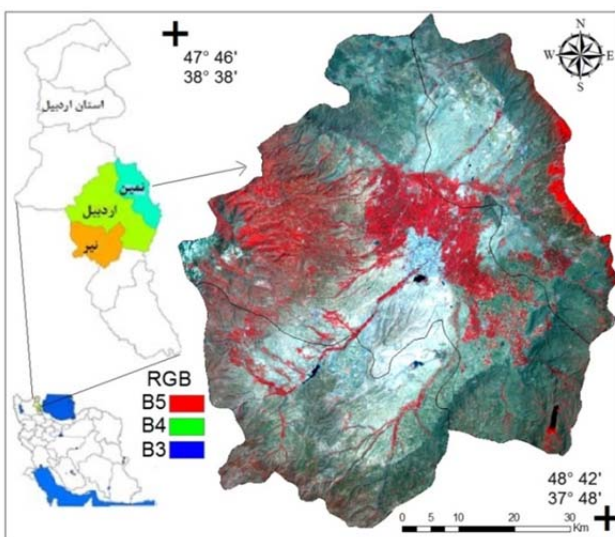 47° 46'
38° 38'
N
W E
S
استان اردبیل
نمین
اردبیل
نیر
RGB
B5
B4
B3
48° 42'
37° 48'
0 5 10 20 30
Km